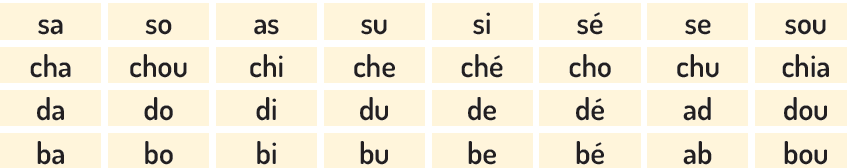 sa so as su si sé se sou
cha chou chi che ché cho chu chia
da do di du de dé ad dou
ba bo bi bu be bé ab bou